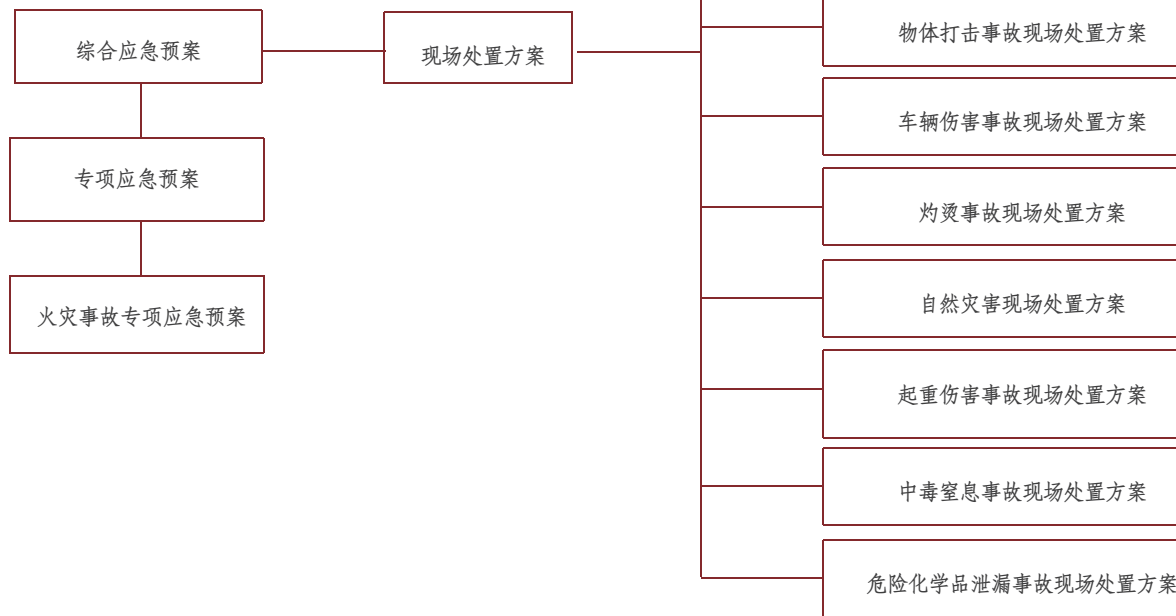 综合应急预案
现场处置方案
物体打击事故现场处置方案
车辆伤害事故现场处置方案
专项应急预案
灼烫事故现场处置方案
火灾事故专项应急预案
自然灾害现场处置方案
起重伤害事故现场处置方案
中毒窒息事故现场处置方案
危险化学品泄漏事故现场处置方案